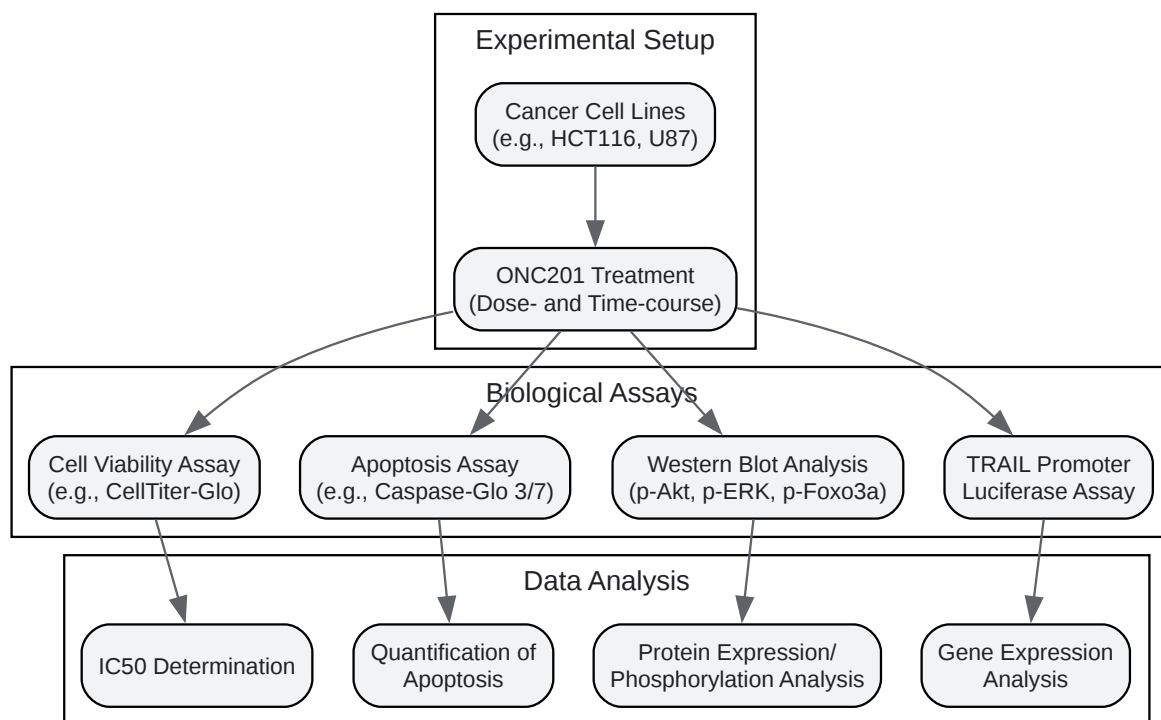 Experimental Setup
Cancer Cell Lines
(e.g., HCT116, U87)
ONC201 Treatment
(Dose- and Time-course)
Biological Assays
Cell Viability Assay
(e.g., CellTiter-Glo)
Apoptosis Assay
(e.g., Caspase-Glo 3/7)
Western Blot Analysis
(p-Akt, p-ERK, p-Foxo3a)
TRAIL Promoter
Luciferase Assay
Data Analysis
IC50 Determination
Quantification of
Apoptosis
Protein Expression/
Phosphorylation Analysis
Gene Expression
Analysis